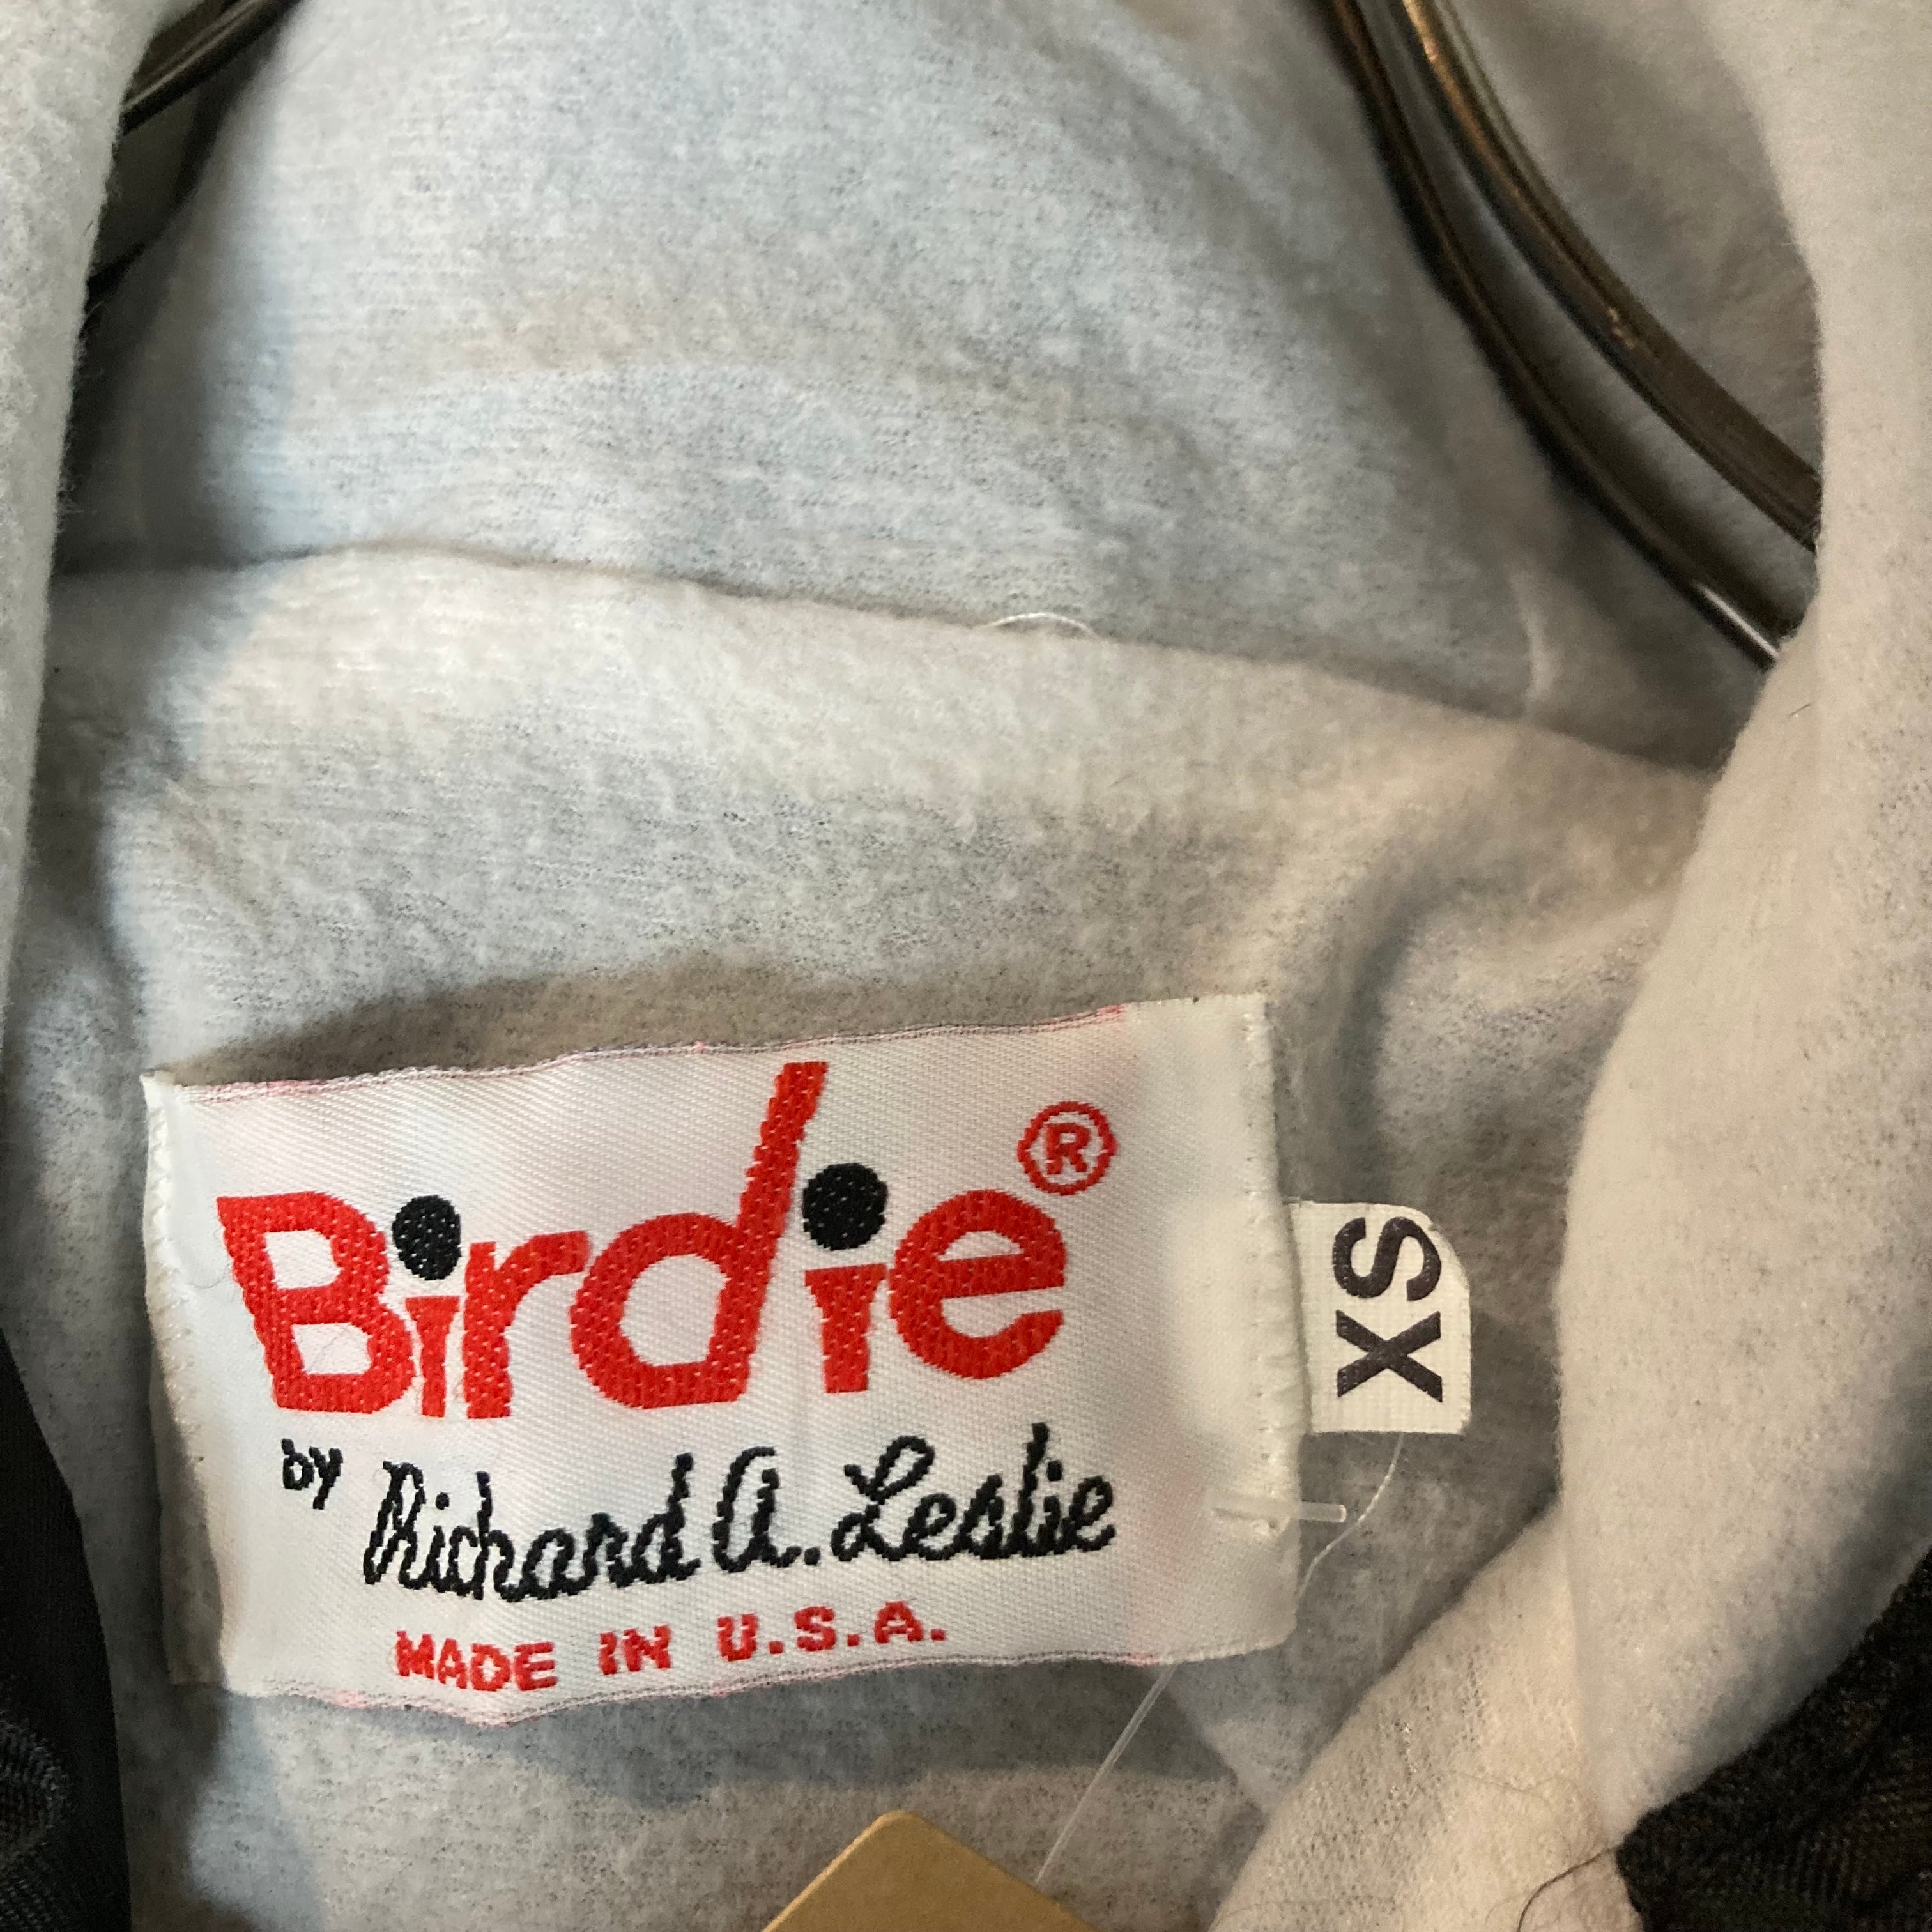 Birdie®
by Richard A. Leslie
MADE IN U.S.A.
XS